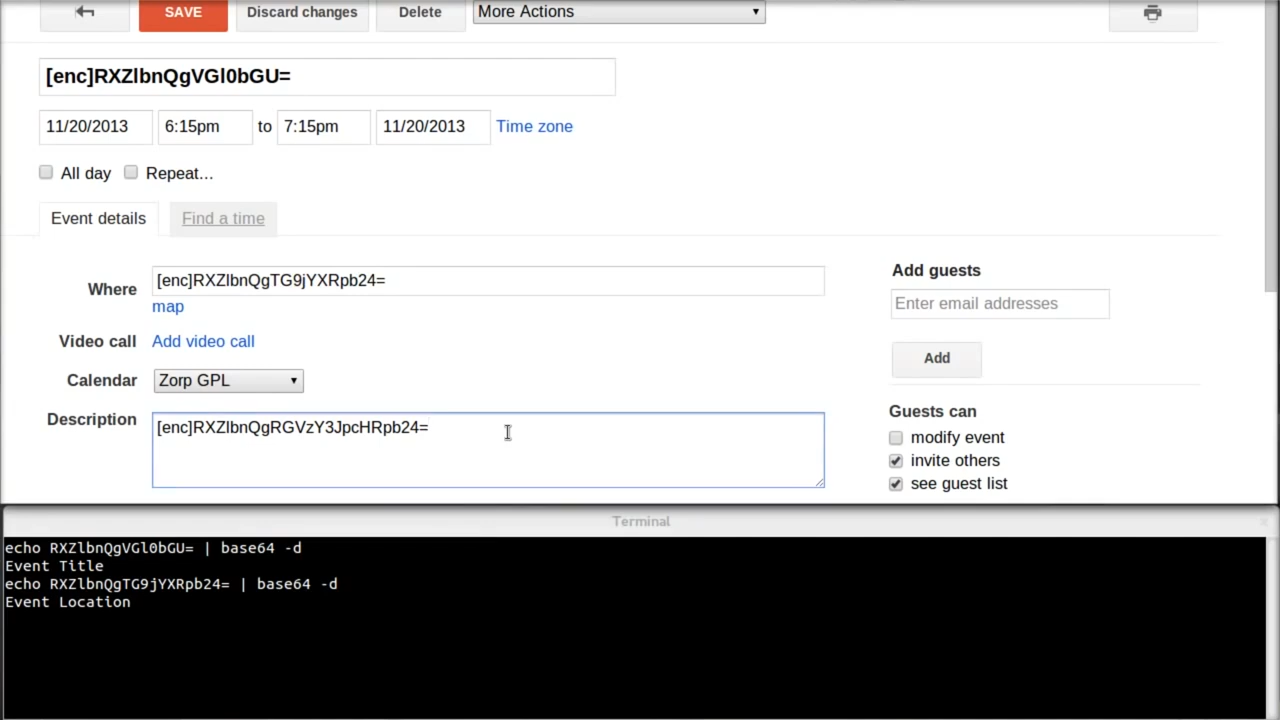 SAVE Discard changes Delete More Actions
[enc]RXZlbnQgVGl0bGU=
11/20/2013 6:15pm to 7:15pm 11/20/2013 Time zone
All day Repeat...
Event details Find a time
Where [enc]RXZlbnQgTG9jYXRpb24=
map
Video call Add video call
Calendar Zorp GPL
Description [enc]RXZlbnQgRGVzY3JpcHRpb24=
Add guests
Enter email addresses
Add
Guests can
modify event
invite others
see guest list
Terminal
echo RXZlbnQgVGl0bGU= | base64 -d
Event Title
echo RXZlbnQgTG9jYXRpb24= | base64 -d
Event Location